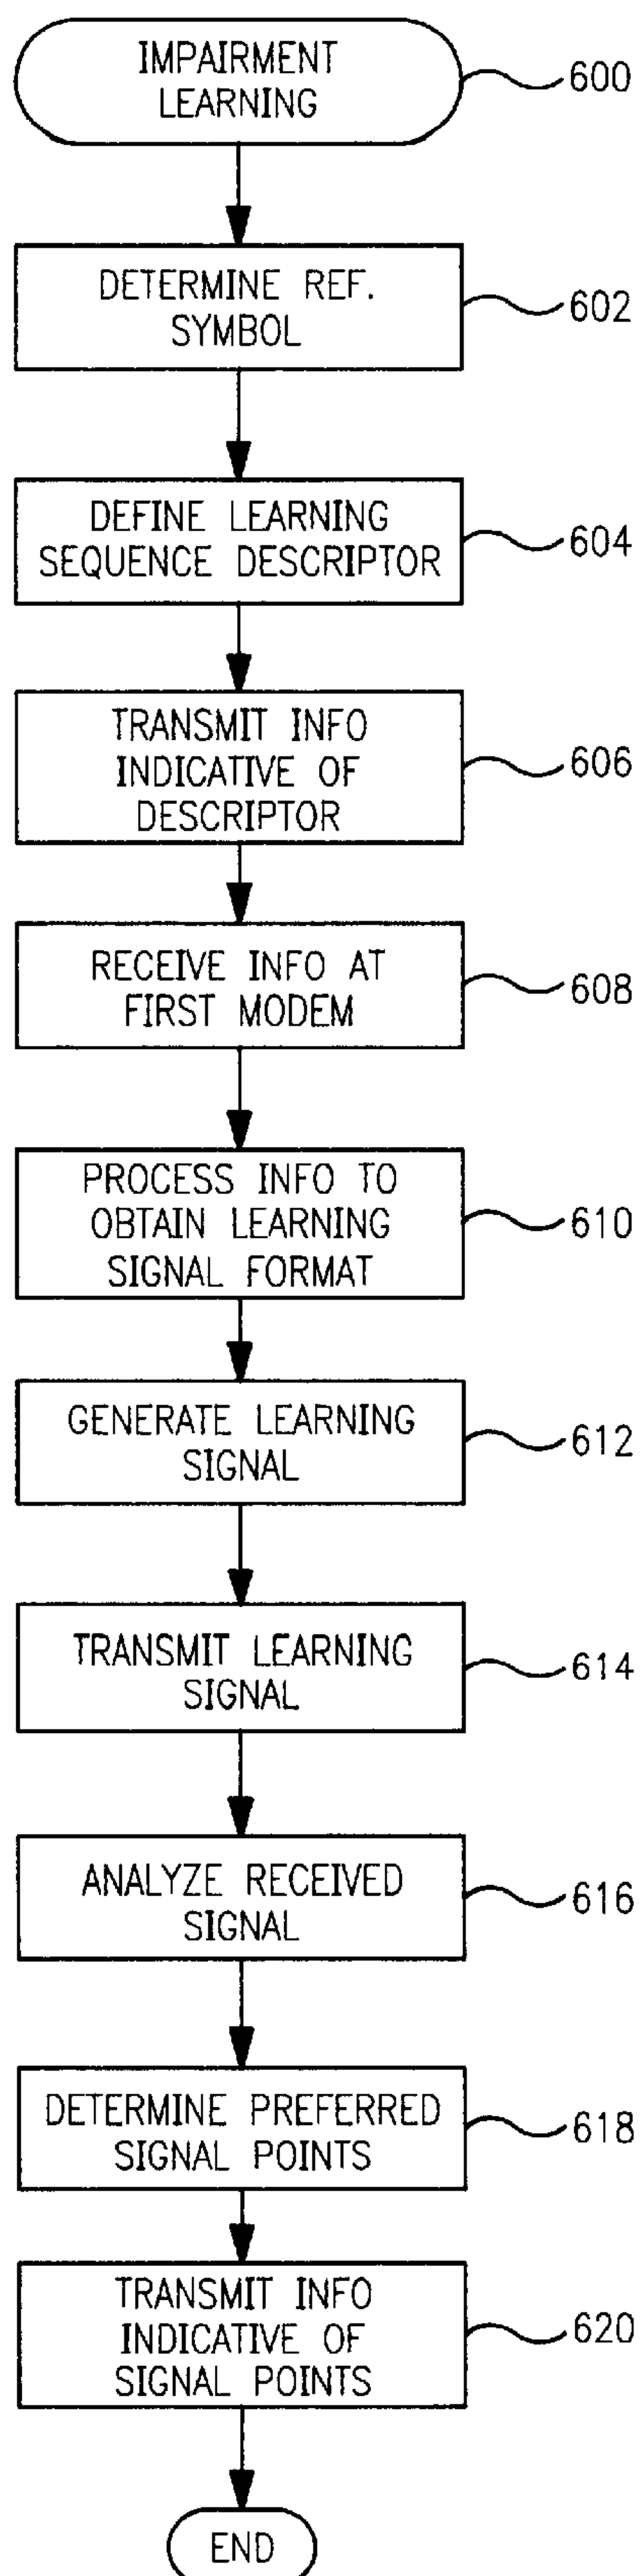 IMPAIRMENT
LEARNING
600
DETERMINE REF.
SYMBOL
602
DEFINE LEARNING
SEQUENCE DESCRIPTOR
604
TRANSMIT INFO
INDICATIVE OF
DESCRIPTOR
606
RECEIVE INFO AT
FIRST MODEM
608
PROCESS INFO TO
OBTAIN LEARNING
SIGNAL FORMAT
610
GENERATE LEARNING
SIGNAL
612
TRANSMIT LEARNING
SIGNAL
614
ANALYZE RECEIVED
SIGNAL
616
DETERMINE PREFERRED
SIGNAL POINTS
618
TRANSMIT INFO
INDICATIVE OF
SIGNAL POINTS
620
END